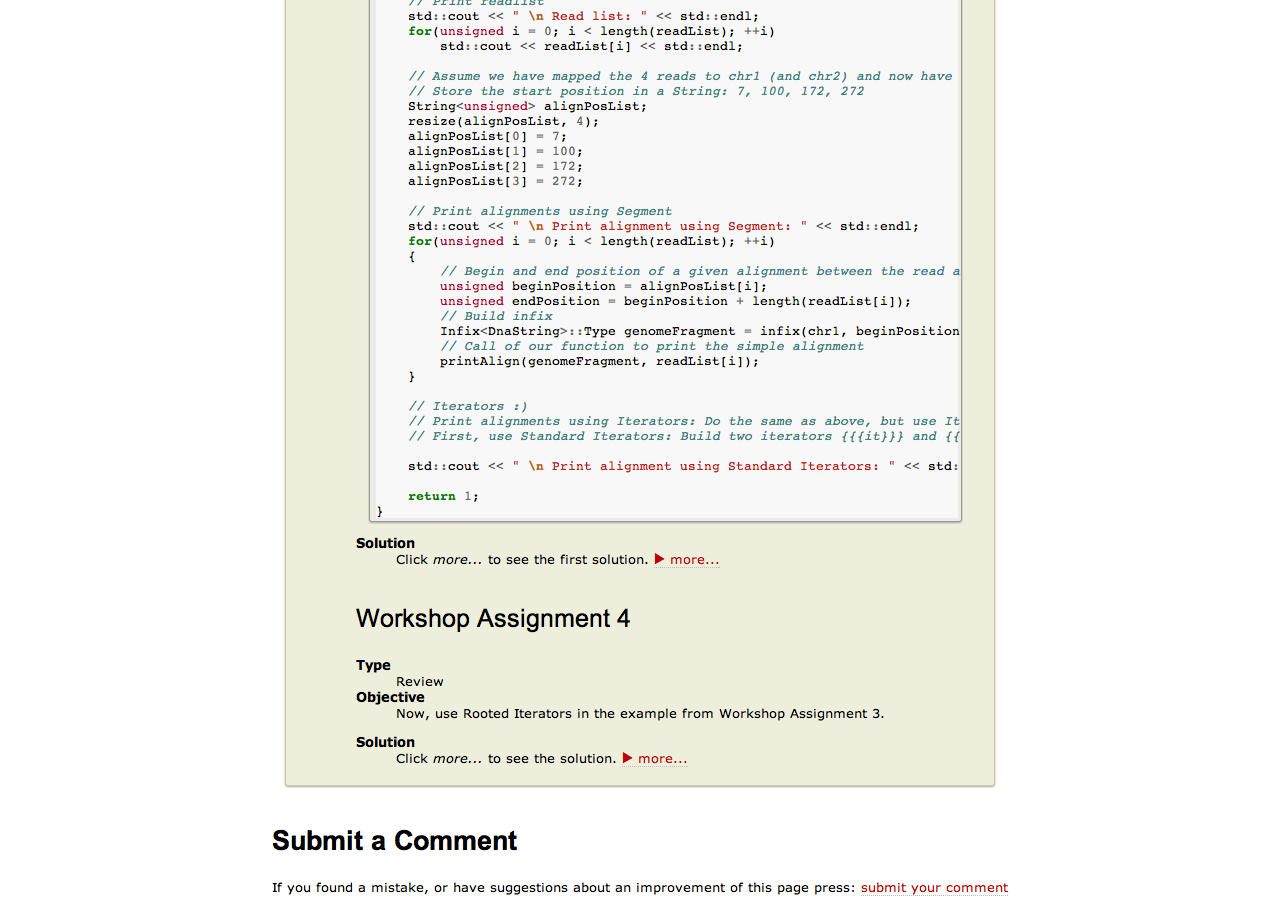 // Print readlist
std::cout << " \n Read list: " << std::endl;
for(unsigned i = 0; i < length(readList); ++i)
    std::cout << readList[i] << std::endl;

// Assume we have mapped the 4 reads to chr1 (and chr2) and now have
// Store the start position in a String: 7, 100, 172, 272
String<unsigned> alignPosList;
resize(alignPosList, 4);
alignPosList[0] = 7;
alignPosList[1] = 100;
alignPosList[2] = 172;
alignPosList[3] = 272;

// Print alignments using Segment
std::cout << " \n Print alignment using Segment: " << std::endl;
for(unsigned i = 0; i < length(readList); ++i)
{
    // Begin and end position of a given alignment between the read a
    unsigned beginPosition = alignPosList[i];
    unsigned endPosition = beginPosition + length(readList[i]);
    // Build infix
    Infix<DnaString>::Type genomeFragment = infix(chr1, beginPosition
    // Call of our function to print the simple alignment
    printAlign(genomeFragment, readList[i]);
}

// Iterators :)
// Print alignments using Iterators: Do the same as above, but use It
// First, use Standard Iterators: Build two iterators {{{it}}} and {{

std::cout << " \n Print alignment using Standard Iterators: " << std:

return 1;
}
Solution
Click more... to see the first solution. ▶ more...
Workshop Assignment 4
Type
Review
Objective
Now, use Rooted Iterators in the example from Workshop Assignment 3.
Solution
Click more... to see the solution. ▶ more...
Submit a Comment
If you found a mistake, or have suggestions about an improvement of this page press: submit your comment